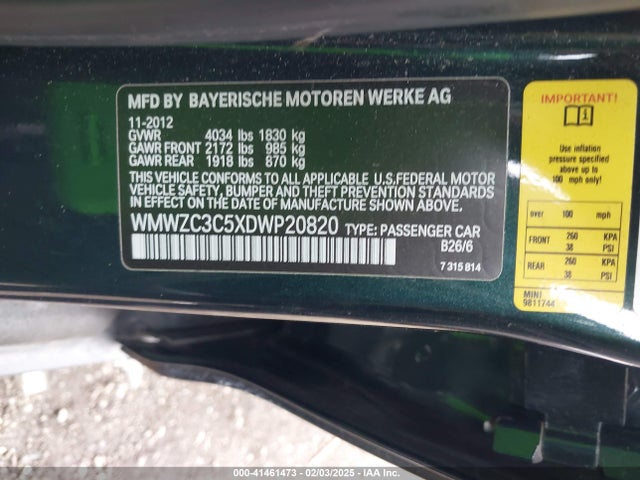 MFD BY BAYERISCHE MOTOREN WERKE AG
11-2012
GVWR 4034 lbs 1830 kg
GAWR FRONT 2172 lbs 985 kg
GAWR REAR 1918 lbs 870 kg
THIS VEHICLE CONFORMS TO ALL APPLICABLE U.S.FEDERAL MOTOR
VEHICLE SAFETY, BUMPER AND THEFT PREVENTION STANDARDS
IN EFFECT ON THE DATE OF MANUFACTURE SHOWN ABOVE.
WMWZC3C5XDWP20820 TYPE: PASSENGER CAR
B26/6
7 315 814
IMPORTANT!
Use inflation
pressure specified
for driving above up to
100 mph only!
over 100 mph
FRONT 260 KPA
38 PSI
REAR 260 KPA
38 PSI
MINI
9811744
000-41461473 - 02/03/2025 - IAA Inc.